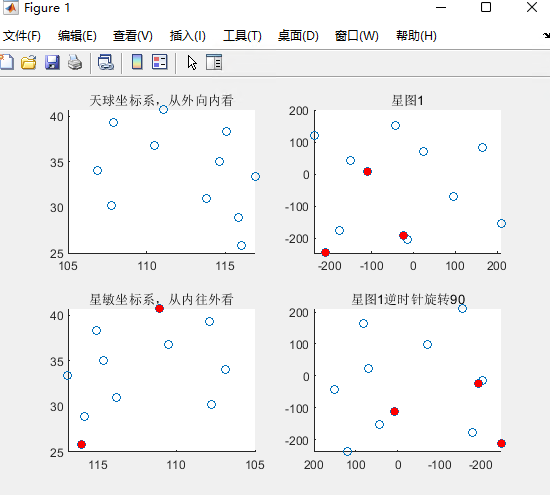 Figure 1
文件(F) 编辑(E) 查看(V) 插入(I) 工具(T) 桌面(D) 窗口(W) 帮助(H)
天球坐标系，从外向内看
40
35
30
25
105 110 115
星图1
200
100
0
-100
-200
-200 -100 0 100 200
星敏坐标系，从内往外看
40
35
30
25
115 110 105
星图1逆时针旋转90
200
100
0
-100
-200
200 100 0 -100 -200